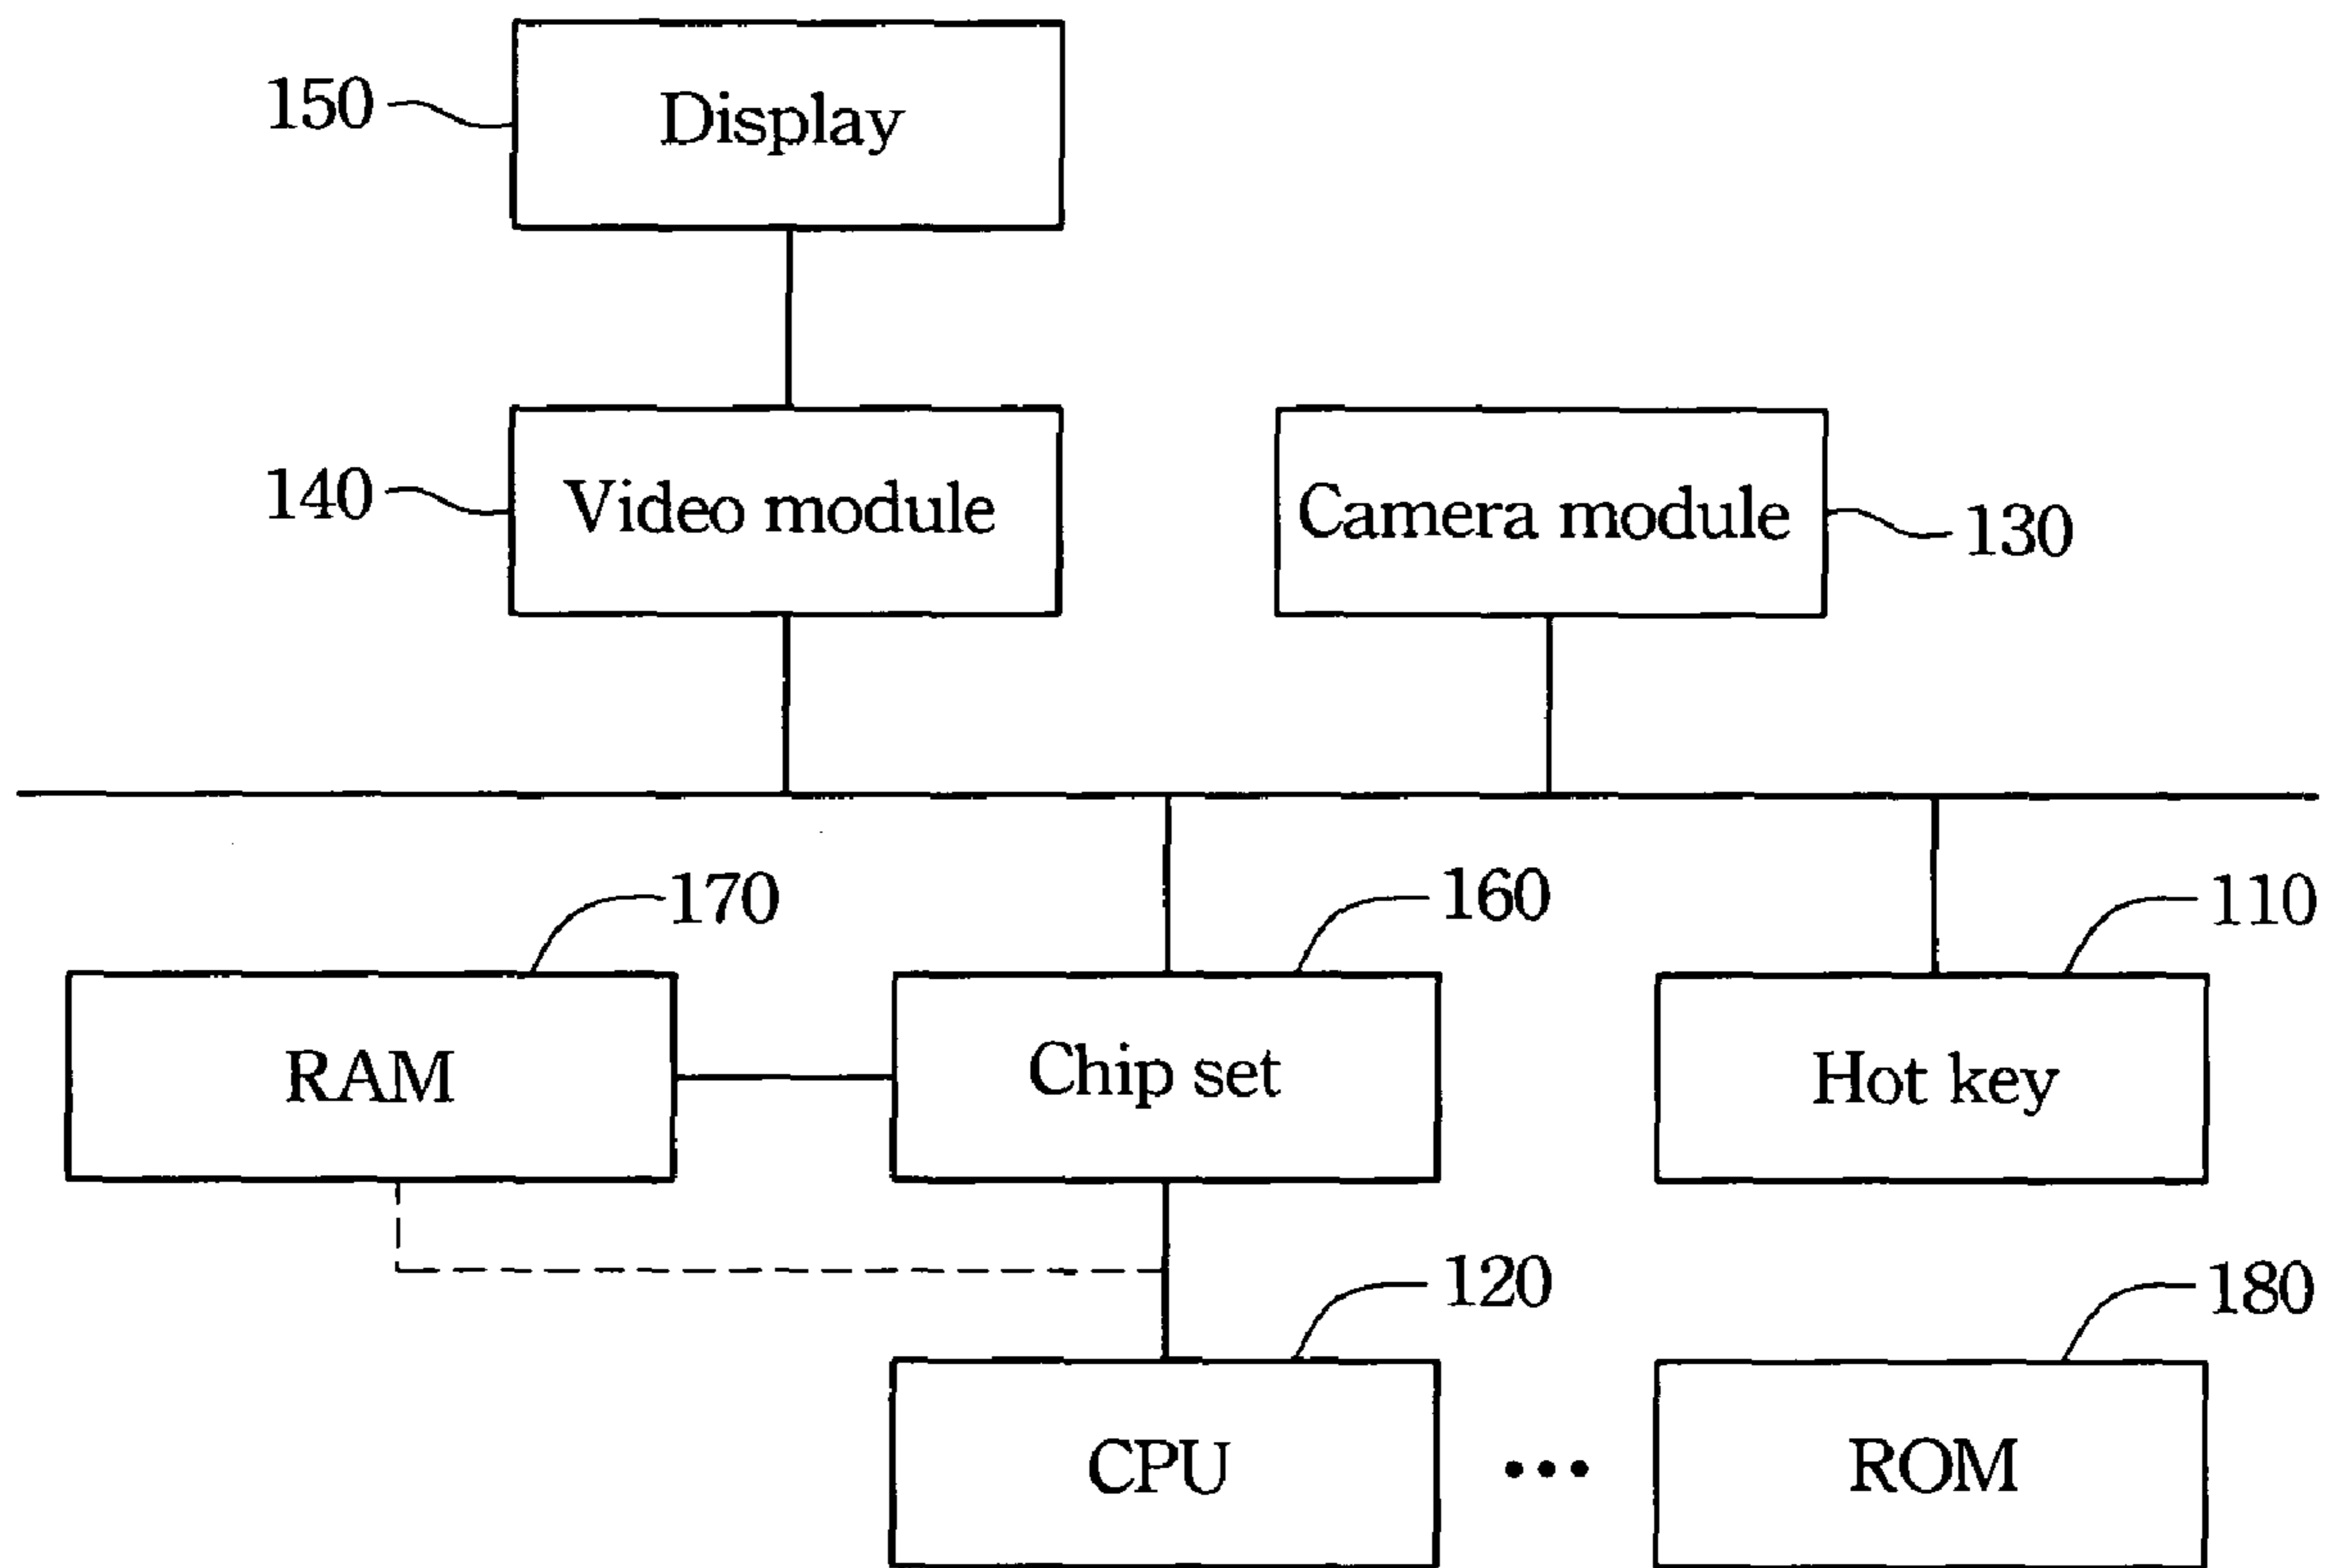 150
Display
140
Video module
Camera module
130
170
160
110
RAM
Chip set
Hot key
120
180
CPU
•••
ROM